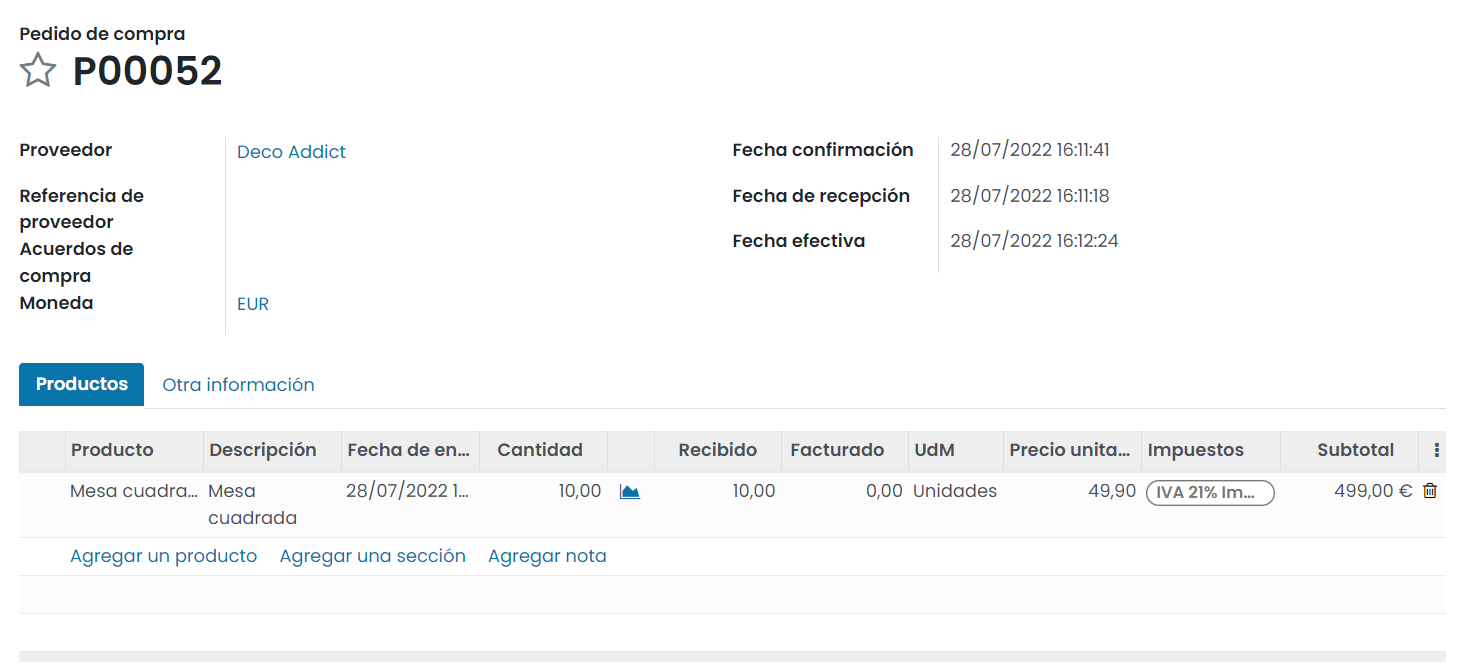 Pedido de compra
P00052
Proveedor Deco Addict
Referencia de
proveedor
Acuerdos de
compra
Moneda EUR
Fecha confirmación 28/07/2022 16:11:41
Fecha de recepción 28/07/2022 16:11:18
Fecha efectiva 28/07/2022 16:12:24
Productos Otra información
Producto Descripción Fecha de en... Cantidad Recibido Facturado UdM Precio unita... Impuestos Subtotal
Mesa cuadra... Mesa 28/07/2022 1... 10,00 10,00 0,00 Unidades 49,90 IVA 21% Im... 499,00 €
cuadrada
Agregar un producto Agregar una sección Agregar nota